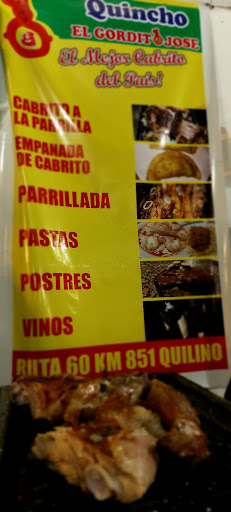 Quincho
EL GORDITO JOSE
El Mejor Cabrito
del País!
CABRITO A
LA PARRILLA
EMPANADA
DE CABRITO
PARRILLADA
PASTAS
POSTRES
VINOS
RUTA 60 KM 851 QUILINO